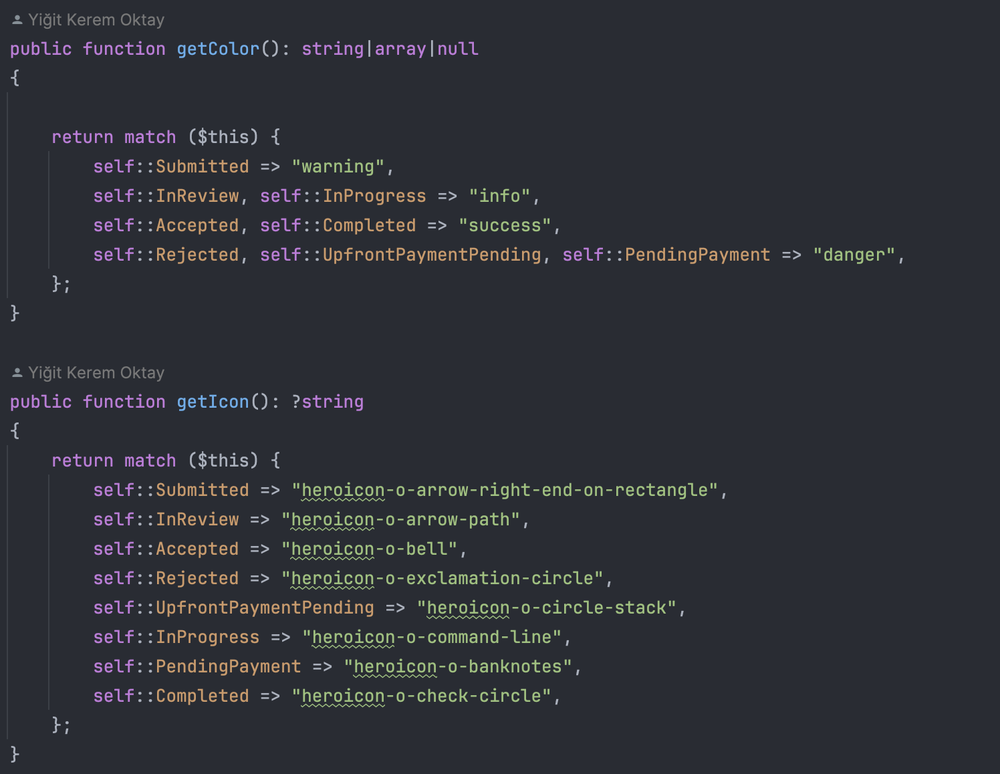 Yiğit Kerem Oktay
public function getColor(): string|array|null
{
return match ($this) {
self::Submitted => "warning",
self::InReview, self::InProgress => "info",
self::Accepted, self::Completed => "success",
self::Rejected, self::UpfrontPaymentPending, self::PendingPayment => "danger",
};
}
Yiğit Kerem Oktay
public function getIcon(): ?string
{
return match ($this) {
self::Submitted => "heroicon-o-arrow-right-end-on-rectangle",
self::InReview => "heroicon-o-arrow-path",
self::Accepted => "heroicon-o-bell",
self::Rejected => "heroicon-o-exclamation-circle",
self::UpfrontPaymentPending => "heroicon-o-circle-stack",
self::InProgress => "heroicon-o-command-line",
self::PendingPayment => "heroicon-o-banknotes",
self::Completed => "heroicon-o-check-circle",
};
}